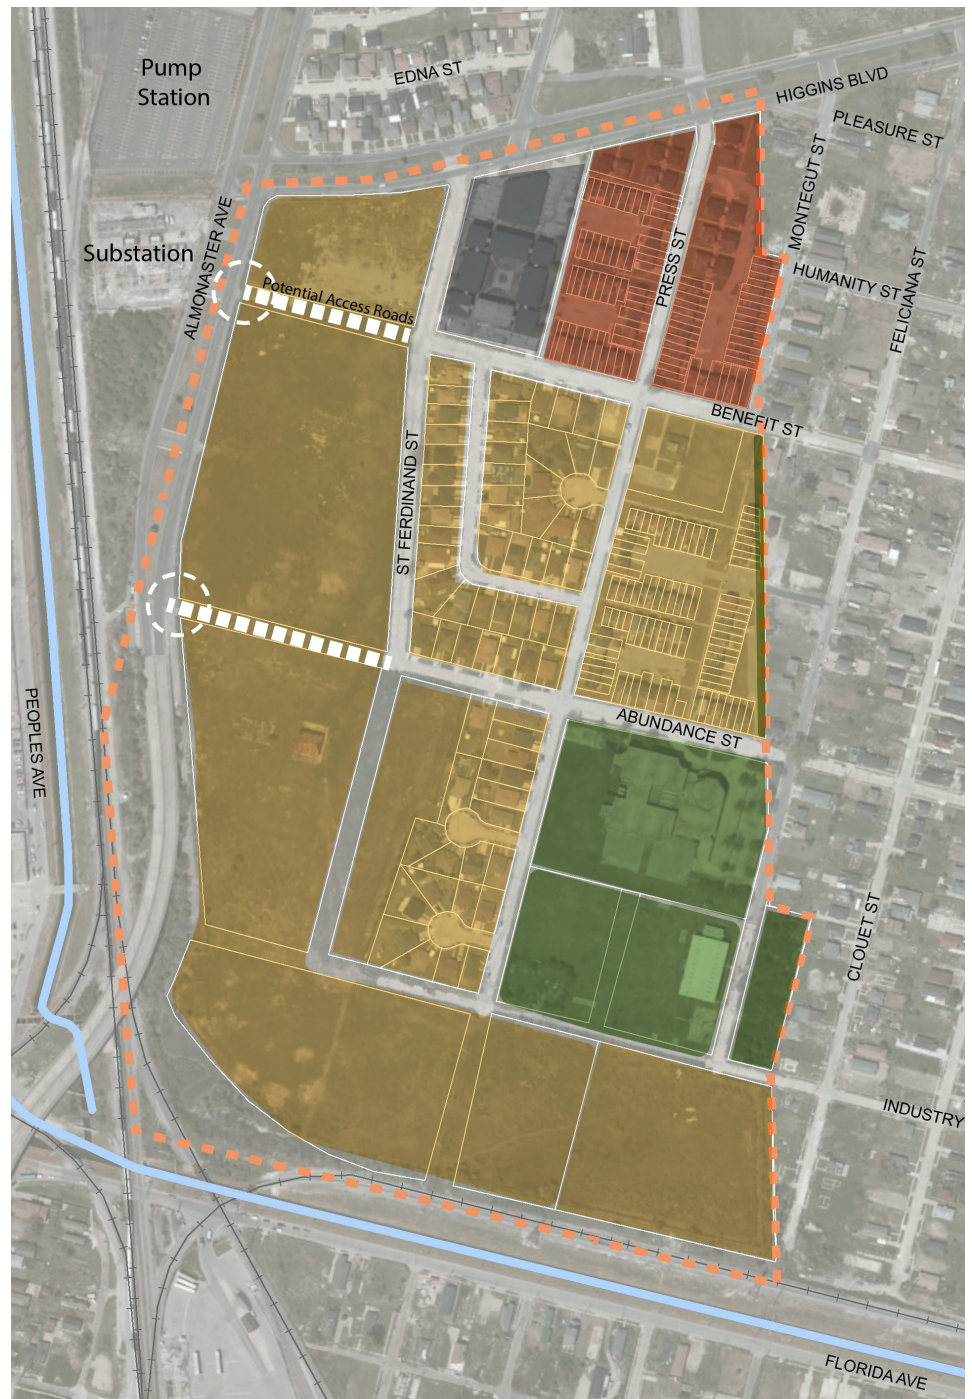 Pump
Station
EDNA ST
HIGGINS BLVD
PLEASURE ST
MONTEGUT ST
Substation
ALMONASTER AVE
HUMANITY ST
PRESS ST
FELICIANA ST
Potential Access Roads
BENEFIT ST
ST FERDINAND ST
PEOPLES AVE
ABUNDANCE ST
CLOUET ST
INDUSTRY
FLORIDA AVE